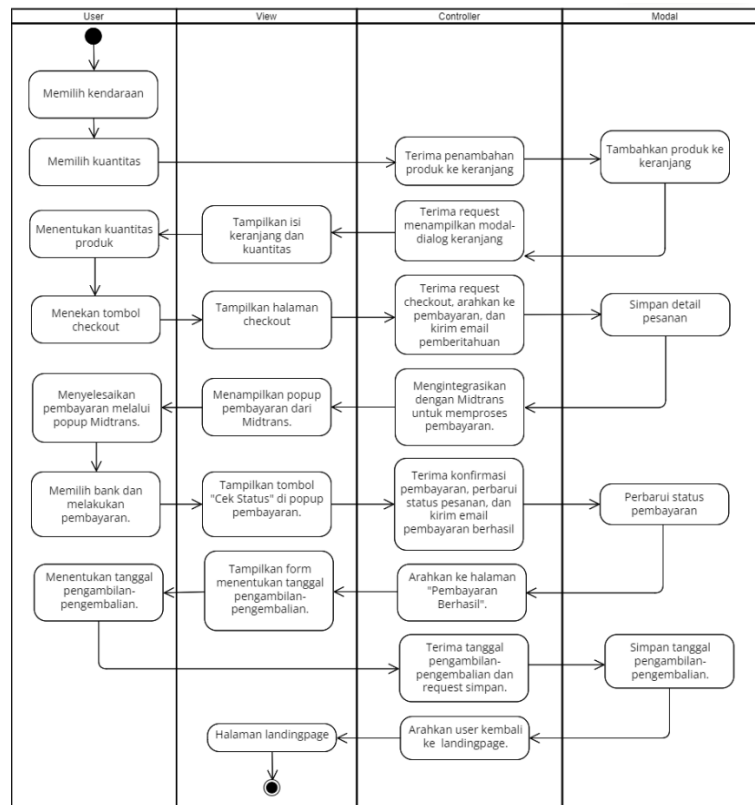 User
View
Controller
Modal
Memilih kendaraan
Memilih kuantitas
Terima penambahan
produk ke keranjang
Tambahkan produk ke
keranjang
Menentukan kuantitas
produk
Tampilkan isi
keranjang dan
kuantitas
Terima request
menampilkan modal-
dialog keranjang
Menekan tombol
checkout
Tampilkan halaman
checkout
Terima request
checkout, arahkan ke
pembayaran, dan
kirim email
pemberitahuan
Simpan detail
pesanan
Menyelesaikan
pembayaran melalui
popup Midtrans.
Menampilkan popup
pembayaran dari
Midtrans.
Mengintegrasikan
dengan Midtrans
untuk memproses
pembayaran.
Memilih bank dan
melakukan
pembayaran.
Tampilkan tombol
"Cek Status" di popup
pembayaran.
Terima konfirmasi
pembayaran, perbarui
status pesanan, dan
kirim email
pembayaran berhasil
Perbarui status
pembayaran
Menentukan tanggal
pengambilan-
pengembalian.
Tampilkan form
menentukan tanggal
pengambilan-
pengembalian.
Arahkan ke halaman
"Pembayaran
Berhasil".
Terima tanggal
pengambilan-
pengembalian dan
request simpan.
Simpan tanggal
pengambilan-
pengembalian.
Halaman landingpage
Arahkan user kembali
ke landingpage.